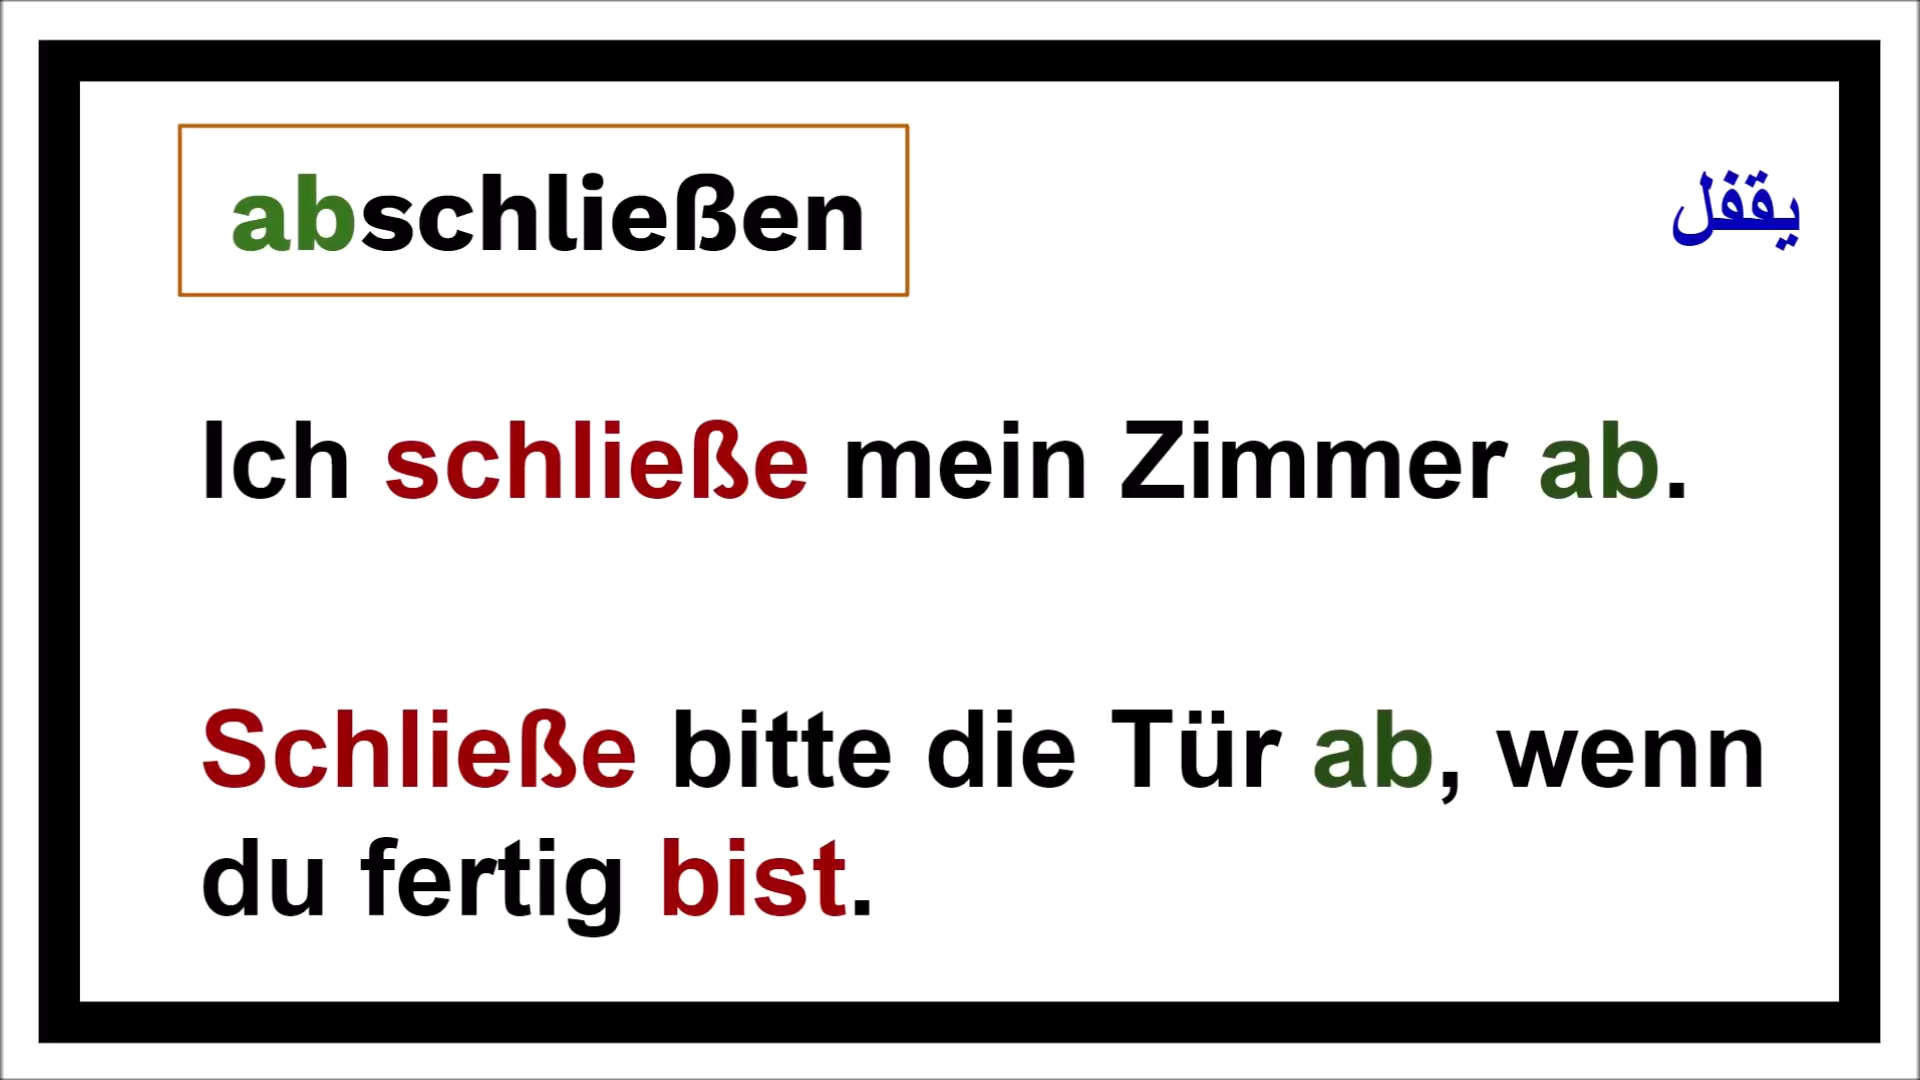 abschließen
يقفل
Ich schließe mein Zimmer ab.
Schließe bitte die Tür ab, wenn
du fertig bist.